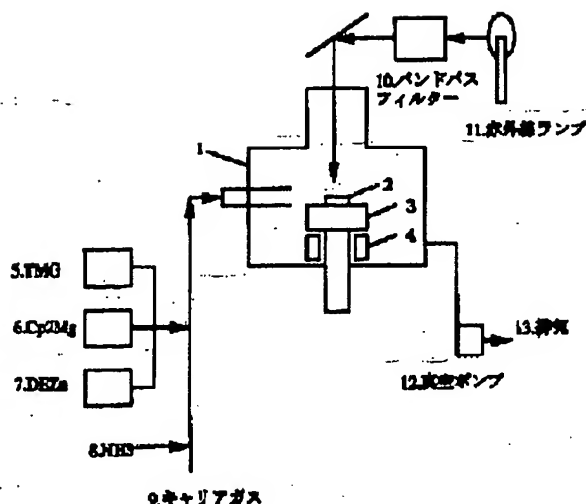 10.バンドパス
フィルター
11.赤外線ランプ
1
2
3
4
5.TMG
6.Cp2Mg
7.DEZn
8.NH3
9.キャリアガス
12.真空ポンプ
13.排気